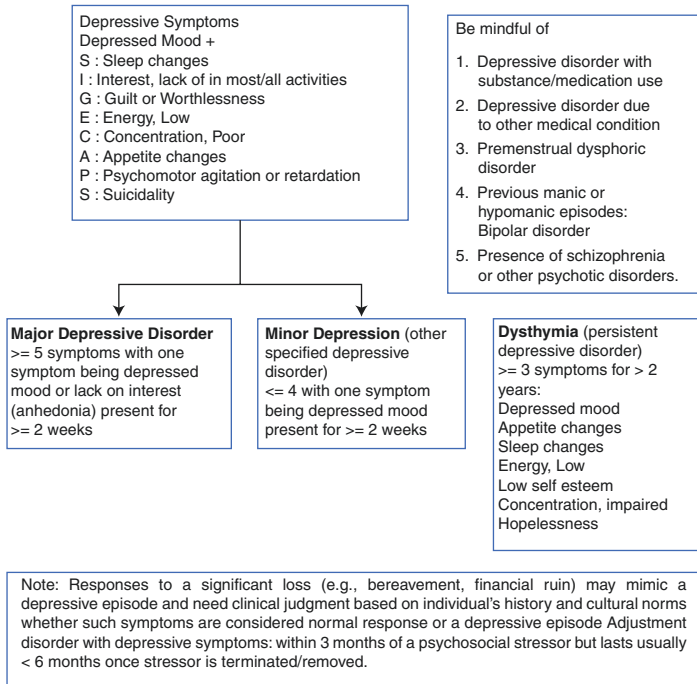 Depressive Symptoms
Depressed Mood +
S : Sleep changes
I : Interest, lack of in most/all activities
G : Guilt or Worthlessness
E : Energy, Low
C : Concentration, Poor
A : Appetite changes
P : Psychomotor agitation or retardation
S : Suicidality
Be mindful of
1. Depressive disorder with
substance/medication use
2. Depressive disorder due
to other medical condition
3. Premenstrual dysphoric
disorder
4. Previous manic or
hypomanic episodes:
Bipolar disorder
5. Presence of schizophrenia
or other psychotic disorders.
Major Depressive Disorder
>= 5 symptoms with one
symptom being depressed
mood or lack on interest
(anhedonia) present for
>= 2 weeks
Minor Depression (other
specified depressive
disorder)
<= 4 with one symptom
being depressed mood
present for >= 2 weeks
Dysthymia (persistent
depressive disorder)
>= 3 symptoms for > 2
years:
Depressed mood
Appetite changes
Sleep changes
Energy, Low
Low self esteem
Concentration, impaired
Hopelessness
Note: Responses to a significant loss (e.g., bereavement, financial ruin) may mimic a
depressive episode and need clinical judgment based on individual's history and cultural norms
whether such symptoms are considered normal response or a depressive episode Adjustment
disorder with depressive symptoms: within 3 months of a psychosocial stressor but lasts usually
< 6 months once stressor is terminated/removed.